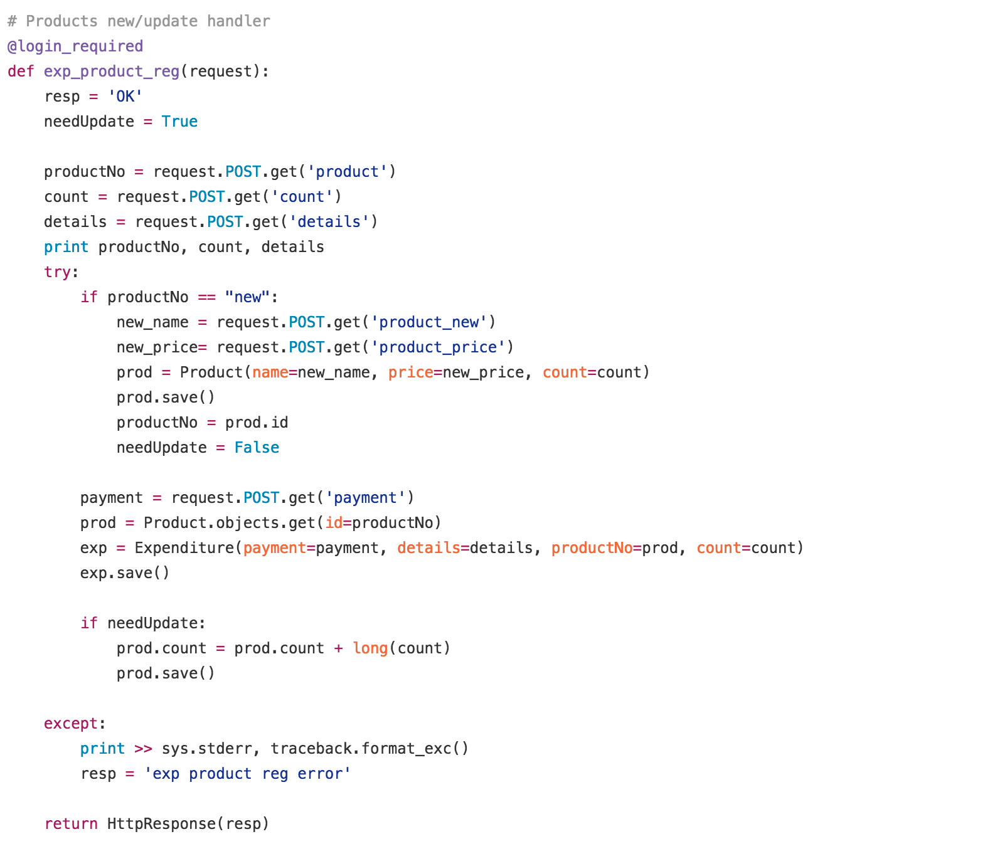 # Products new/update handler
@login_required
def exp_product_reg(request):
    resp = 'OK'
    needUpdate = True

    productNo = request.POST.get('product')
    count = request.POST.get('count')
    details = request.POST.get('details')
    print productNo, count, details
    try:
        if productNo == "new":
            new_name = request.POST.get('product_new')
            new_price= request.POST.get('product_price')
            prod = Product(name=new_name, price=new_price, count=count)
            prod.save()
            productNo = prod.id
            needUpdate = False

        payment = request.POST.get('payment')
        prod = Product.objects.get(id=productNo)
        exp = Expenditure(payment=payment, details=details, productNo=prod, count=count)
        exp.save()

        if needUpdate:
            prod.count = prod.count + long(count)
            prod.save()

    except:
        print >> sys.stderr, traceback.format_exc()
        resp = 'exp product reg error'

    return HttpResponse(resp)